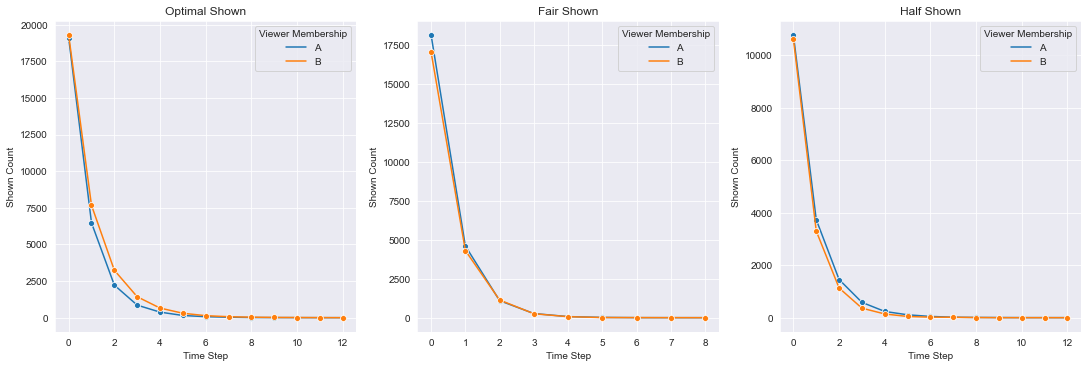 Optimal Shown
Viewer Membership
A
B
20000
17500
15000
12500
10000
7500
5000
2500
0
Shown Count
0 2 4 6 8 10 12
Time Step
Fair Shown
Viewer Membership
A
B
17500
15000
12500
10000
7500
5000
2500
0
Shown Count
0 1 2 3 4 5 6 7 8
Time Step
Half Shown
Viewer Membership
A
B
10000
8000
6000
4000
2000
0
Shown Count
0 2 4 6 8 10 12
Time Step